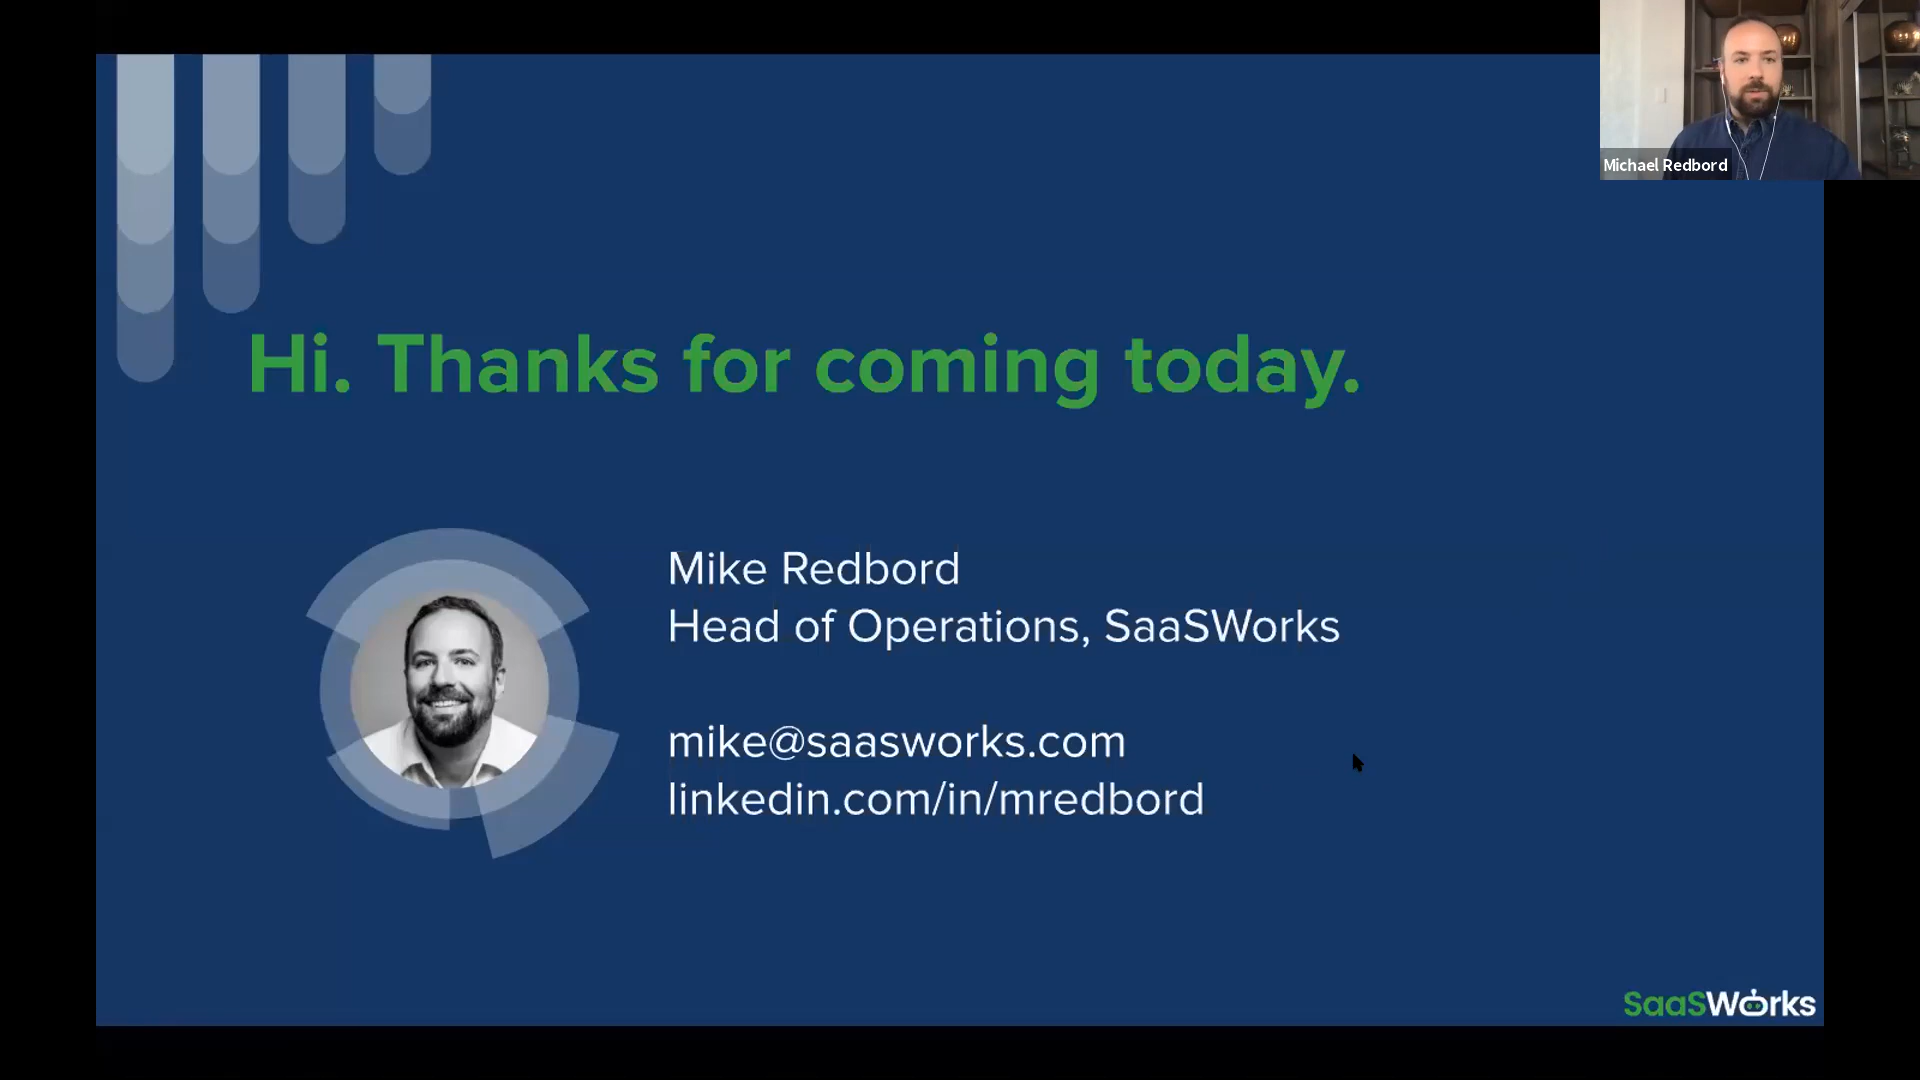 Michael Redbord
Hi. Thanks for coming today.
Mike Redbord
Head of Operations, SaaSWorks
mike@saasworks.com
linkedin.com/in/mredbord
SaaSWorks